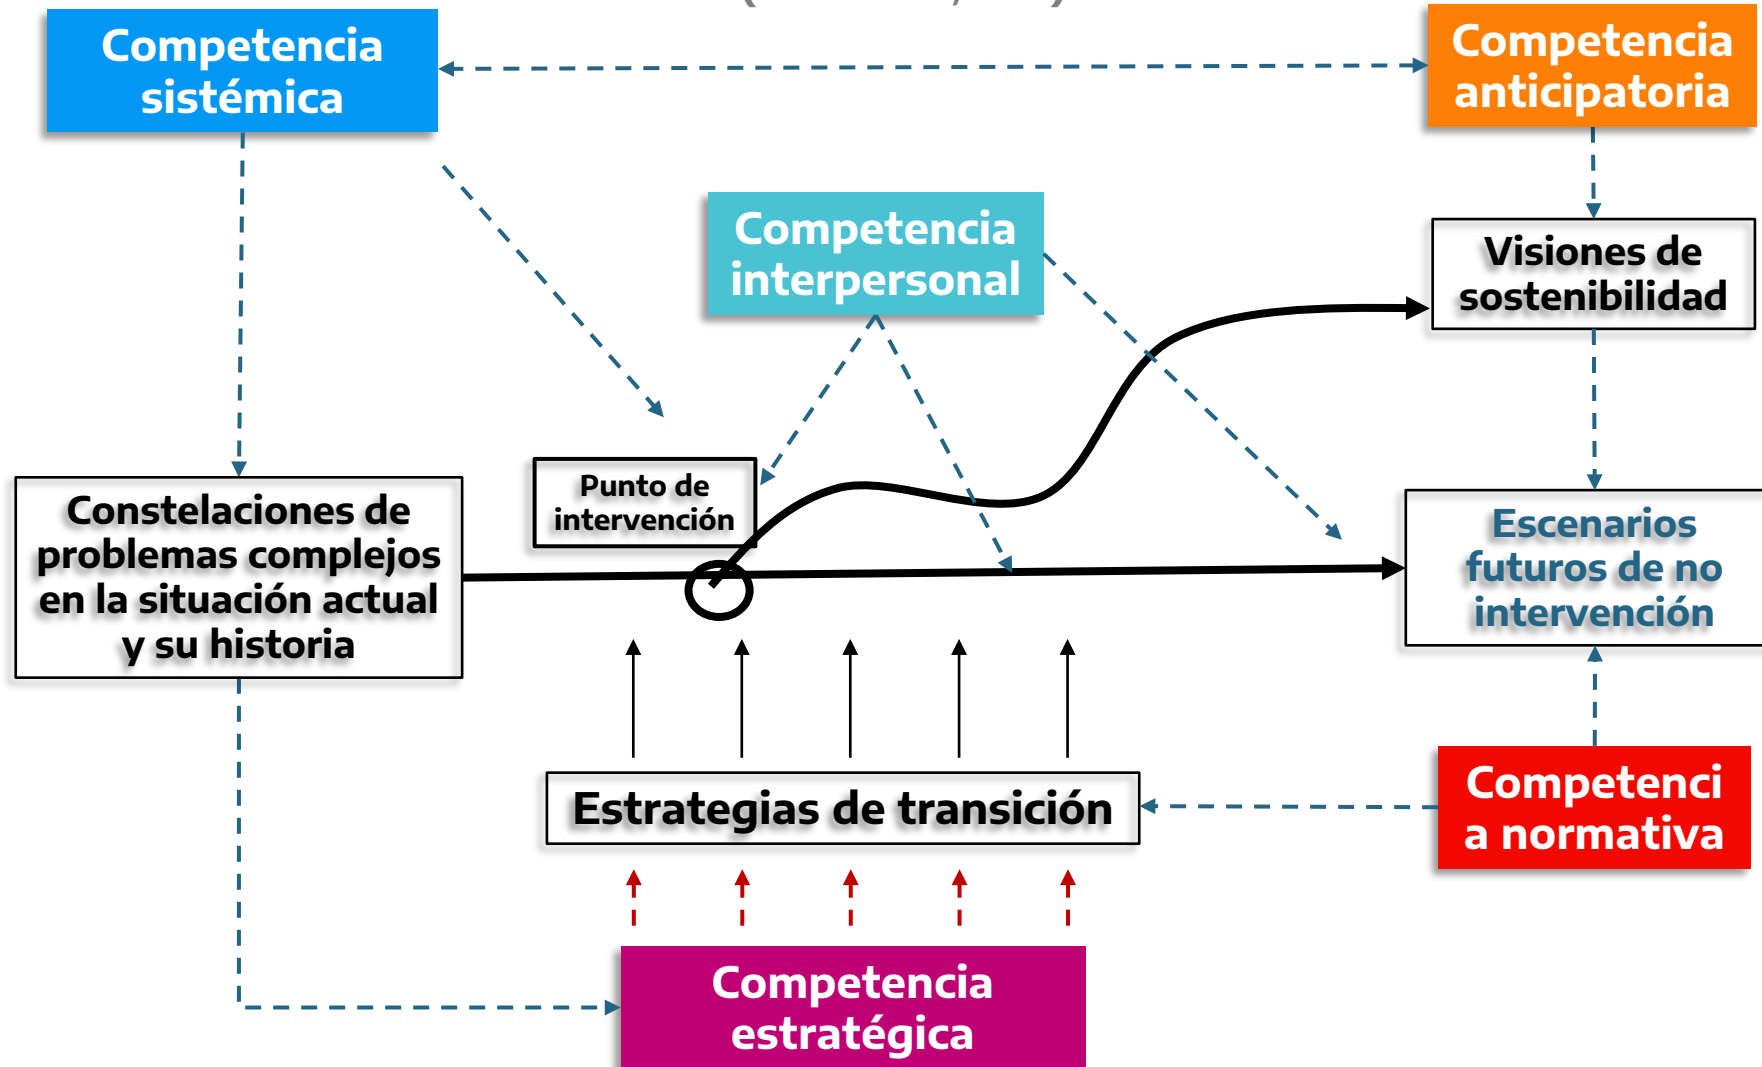 Competencia
sistémica
Competencia
anticipatoria
Competencia
interpersonal
Visiones de
sostenibilidad
Punto de
intervención
Constelaciones de
problemas complejos
en la situación actual
y su historia
Escenarios
futuros de no
intervención
Estrategias de transición
Competenci
a normativa
Competencia
estratégica